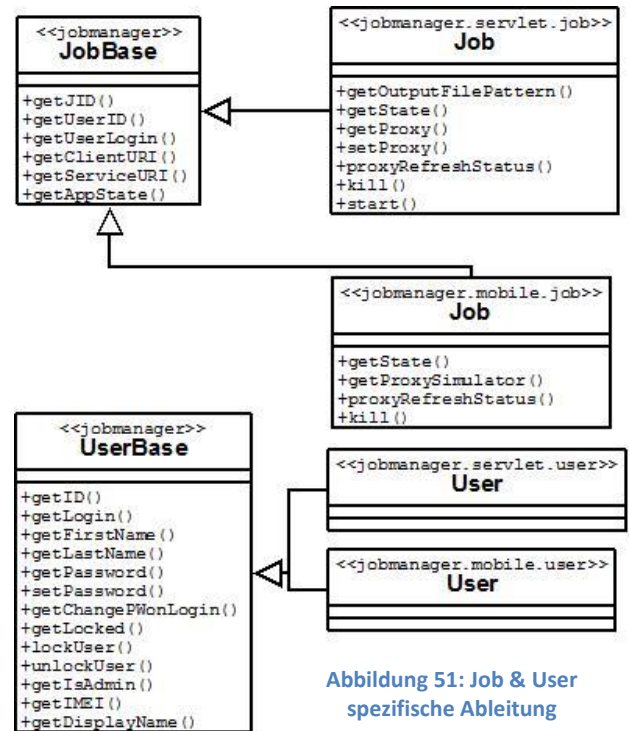 <<jobmanager>>
JobBase
+getJID()
+getUserID()
+getUserLogin()
+getClientURI()
+getServiceURI()
+getAppState()
<<jobmanager.servlet.job>>
Job
+getOutputFilePattern()
+getState()
+getProxy()
+setProxy()
+proxyRefreshStatus()
+kill()
+start()
<<jobmanager.mobile.job>>
Job
+getState()
+getProxySimulator()
+proxyRefreshStatus()
+kill()
<<jobmanager>>
UserBase
+getID()
+getLogin()
+getFirstName()
+getLastName()
+getPassword()
+setPassword()
+getChangePWonLogin()
+getLocked()
+lockUser()
+unlockUser()
+getIsAdmin()
+getIMEI()
+getDisplayName()
<<jobmanager.servlet.user>>
User
<<jobmanager.mobile.user>>
User
Abbildung 51: Job & User
spezifische Ableitung